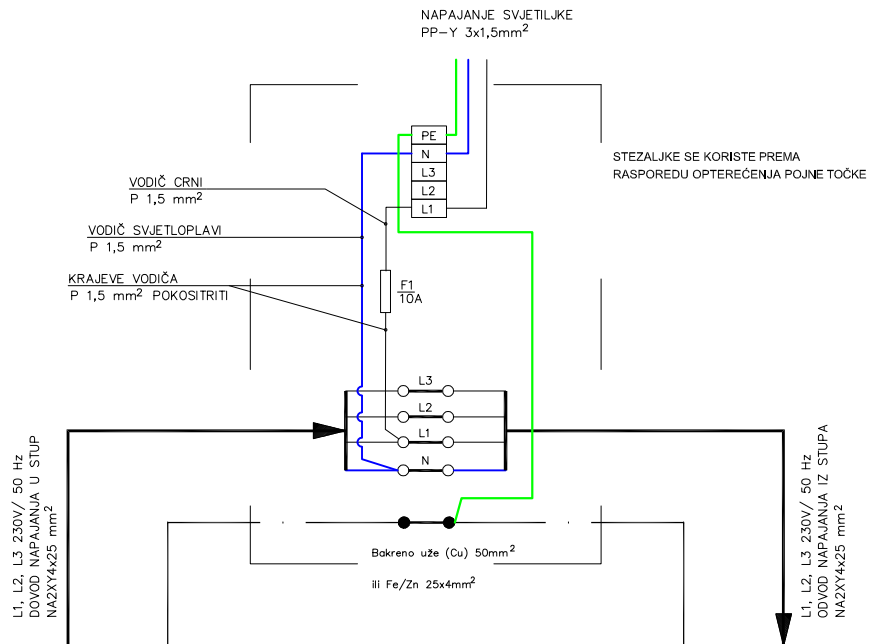 NAPAJANJE SVJETILJKE
PP-Y 3x1,5mm²
PE
N
L3
L2
L1
STEZALJKE SE KORISTE PREMA
RASPOREDU OPTEREĆENJA POJNE TOČKE
VODIČ CRNI
P 1,5 mm²
VODIČ SVJETLOPLAVI
P 1,5 mm²
KRAJEVE VODIČA
P 1,5 mm² POKOSITRITI
F1
10A
L3
L2
L1
N
L1, L2, L3 230V/ 50 Hz
DOVOD NAPAJANJA U STUP
NA2XY4x25 mm²
L1, L2, L3 230V/ 50 Hz
ODVOD NAPAJANJA IZ STUPA
NA2XY4x25 mm²
Bakreno uže (Cu) 50mm²
ili Fe/Zn 25x4mm²